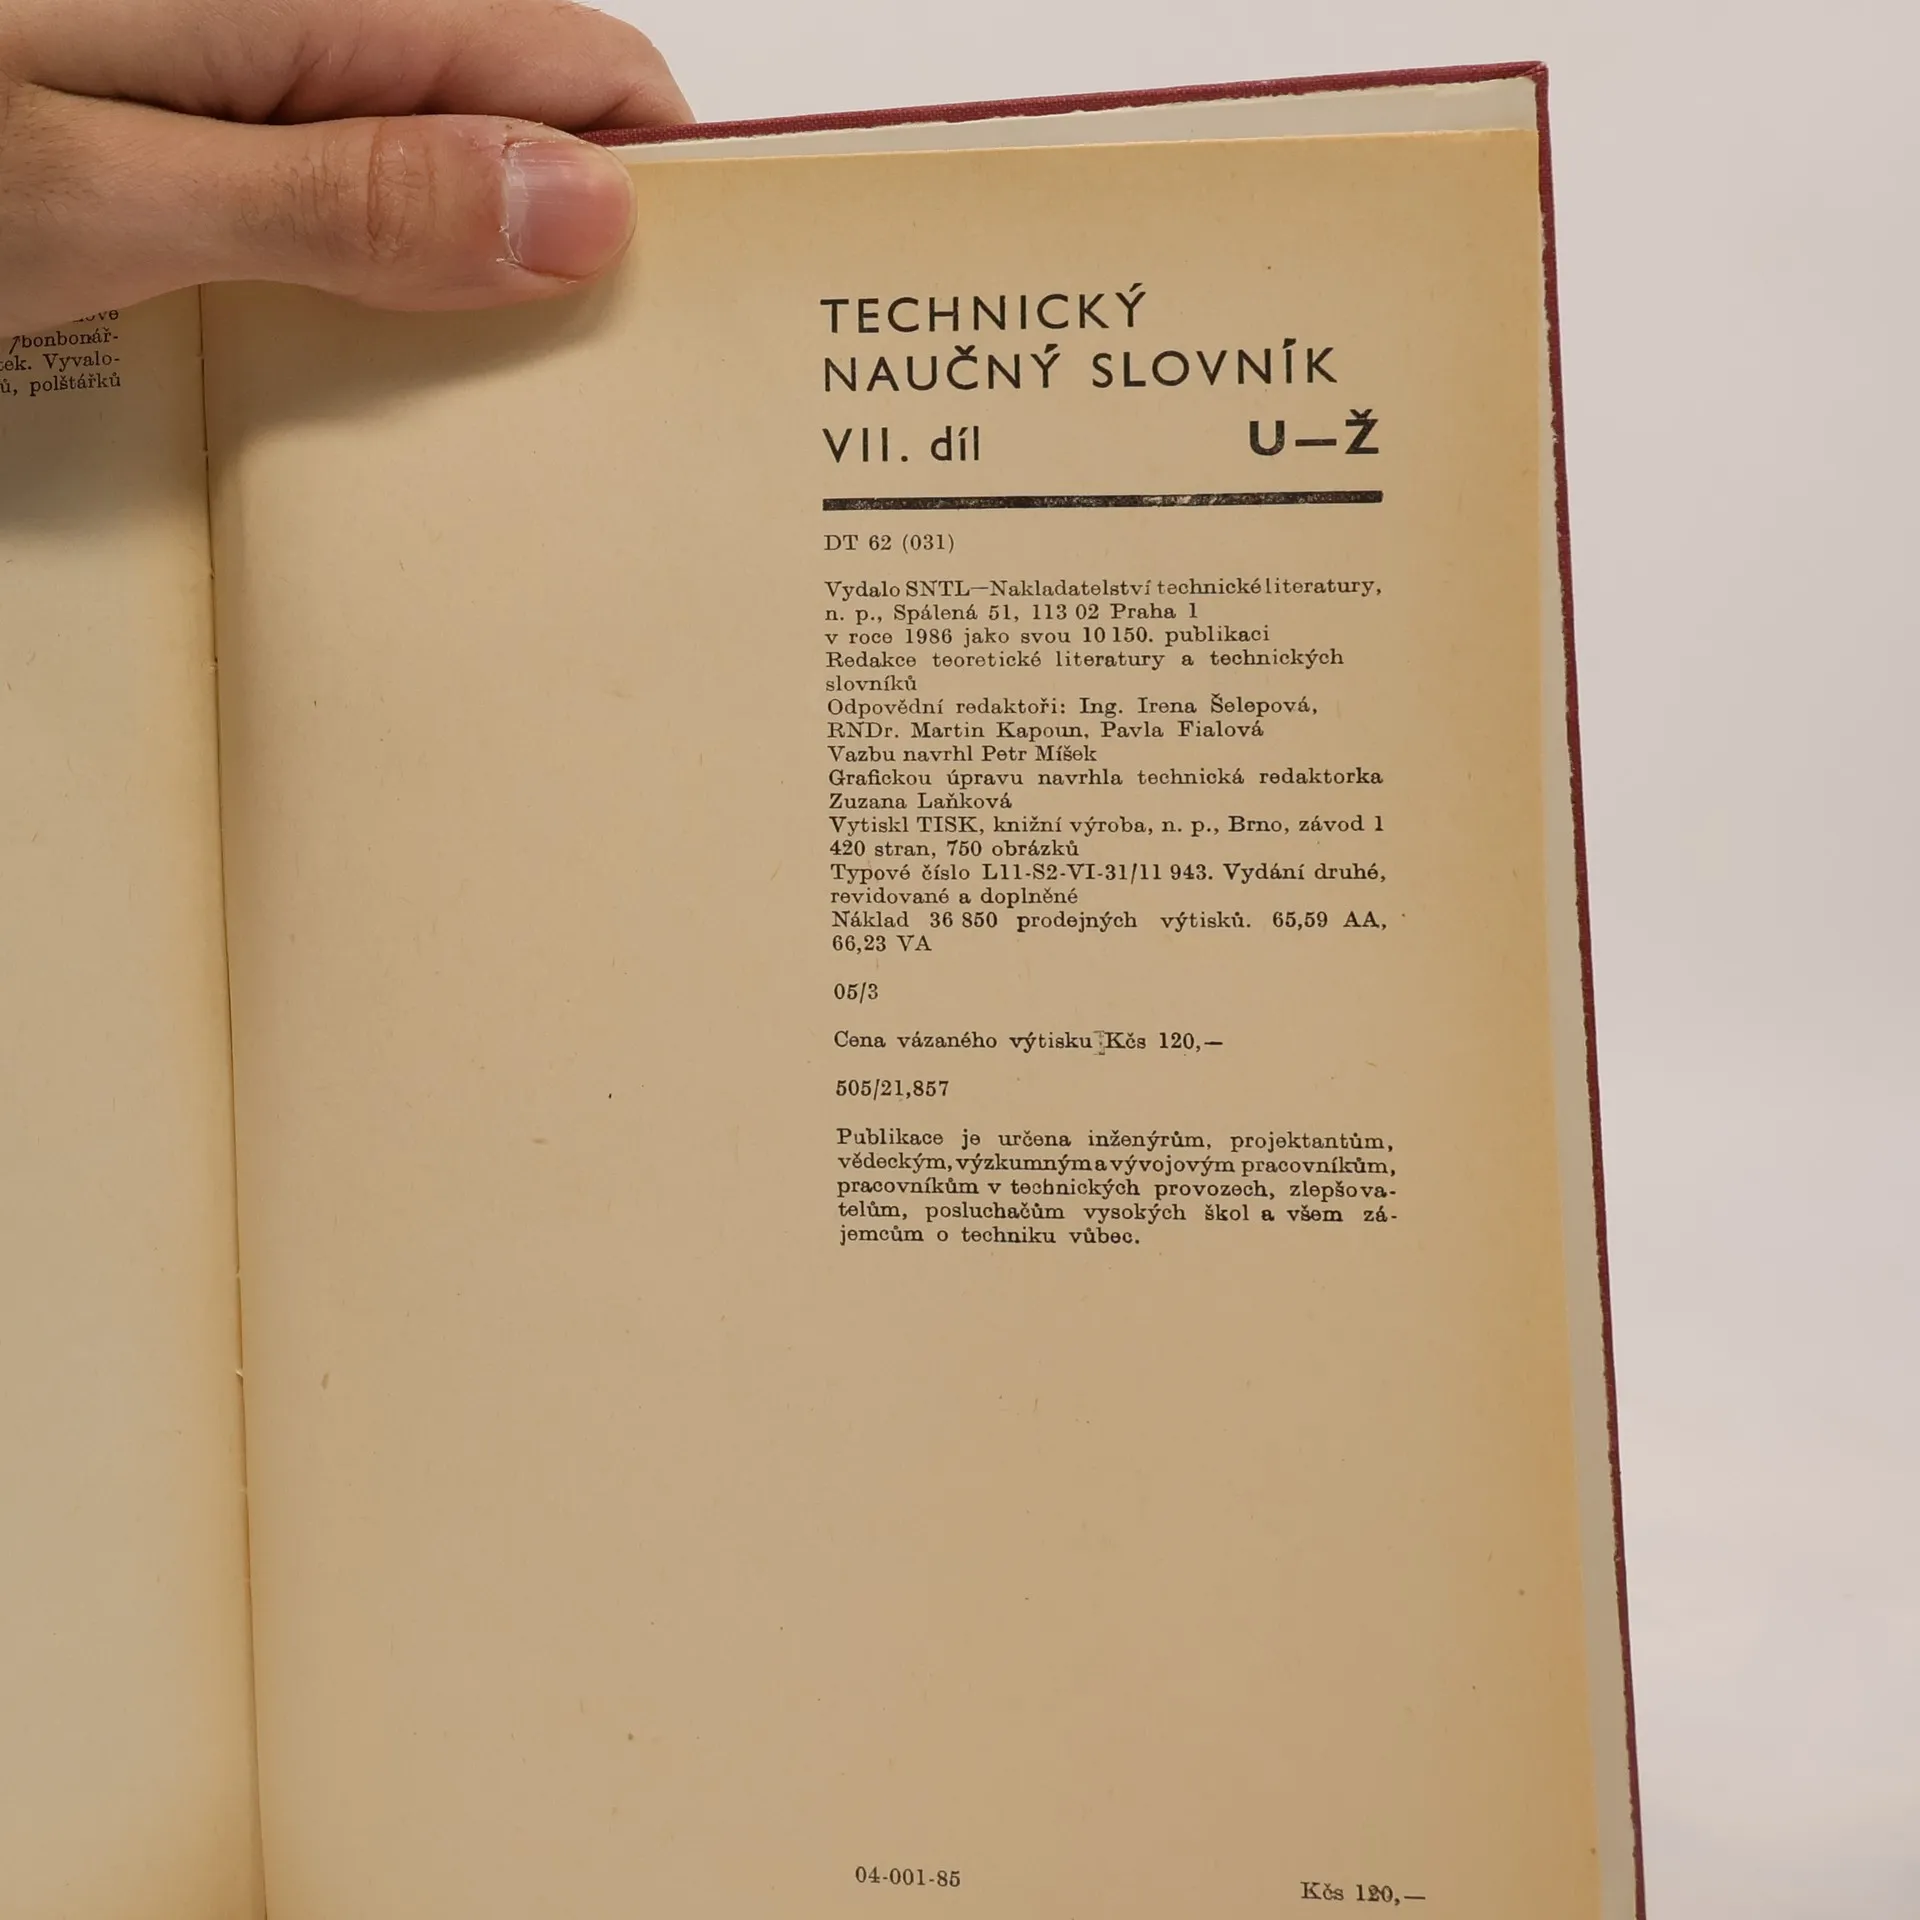 bonbonář-
Vyvalo-
polštářků
TECHNICKÝ
NAUČNÝ SLOVNÍK
VII. díl U—Ž
DT 62 (031)
Vydalo SNTL—Nakladatelství technické literatury,
n. p., Spálená 51, 113 02 Praha 1
v roce 1986 jako svou 10 150. publikaci
Redakce teoretické literatury a technických
slovníků
Odpovědní redaktoři: Ing. Irena Šelepová,
RNDr. Martin Kapoun, Pavla Fialová
Vazbu navrhl Petr Míšek
Grafickou úpravu navrhla technická redaktorka
Zuzana Laňková
Vytiskl TISK, knižní výroba, n. p., Brno, závod 1
420 stran, 750 obrázků
Typové číslo L11-S2-VI-31/11 943. Vydání druhé,
revidované a doplněné
Náklad 36 850 prodejných výtisků. 65,59 AA,
66,23 VA
05/3
Cena vázaného výtisku Kčs 120,—
505/21,857
Publikace je určena inženýrům, projektantům,
vědeckým, výzkumným a vývojovým pracovníkům,
pracovníkům v technických provozech, zlepšova-
telům, posluchačům vysokých škol a všem zá-
jemcům o techniku vůbec.
04-001-85
Kčs 120,—